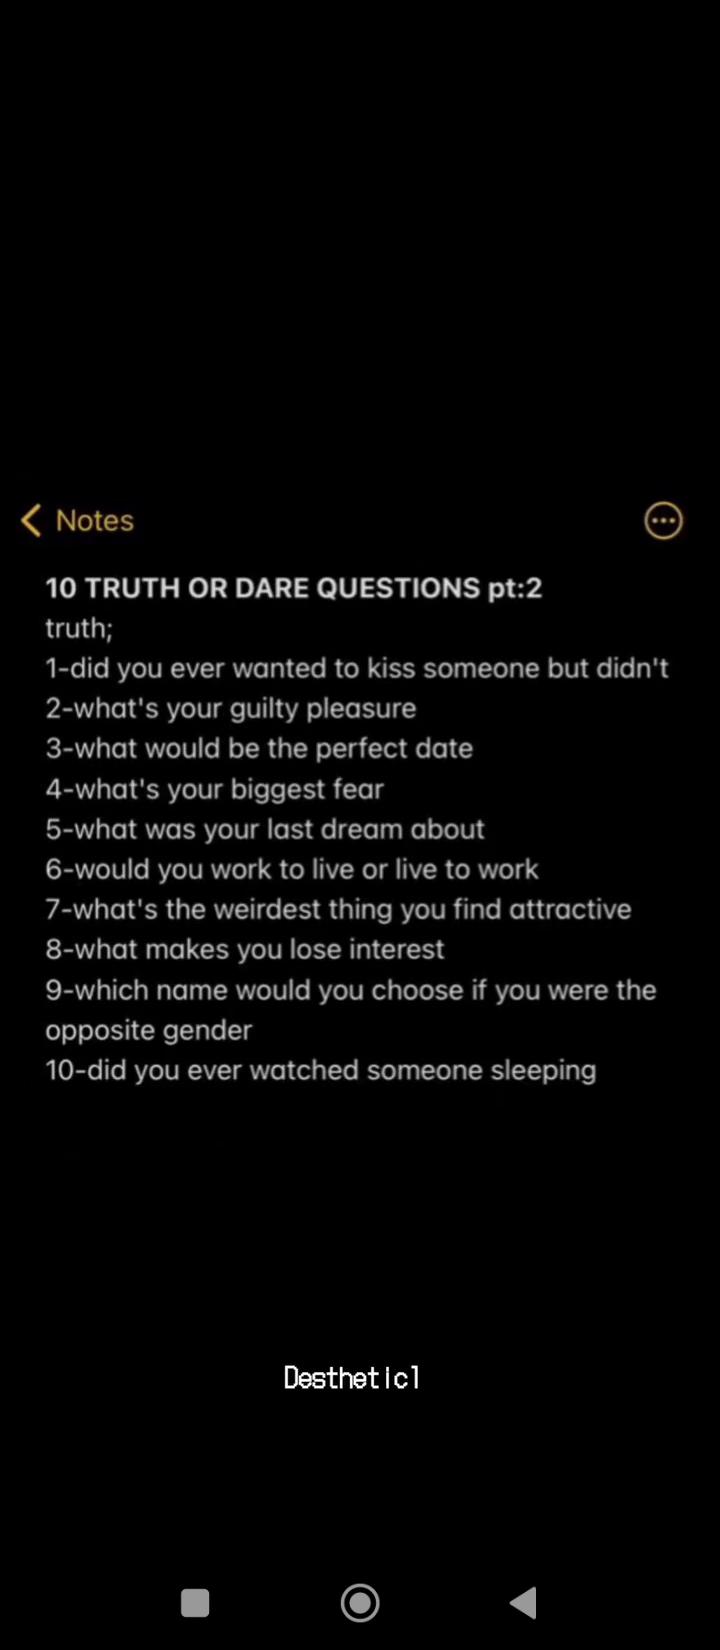 Notes
10 TRUTH OR DARE QUESTIONS pt:2
truth;
1-did you ever wanted to kiss someone but didn't
2-what's your guilty pleasure
3-what would be the perfect date
4-what's your biggest fear
5-what was your last dream about
6-would you work to live or live to work
7-what's the weirdest thing you find attractive
8-what makes you lose interest
9-which name would you choose if you were the
opposite gender
10-did you ever watched someone sleeping
Desthetic1